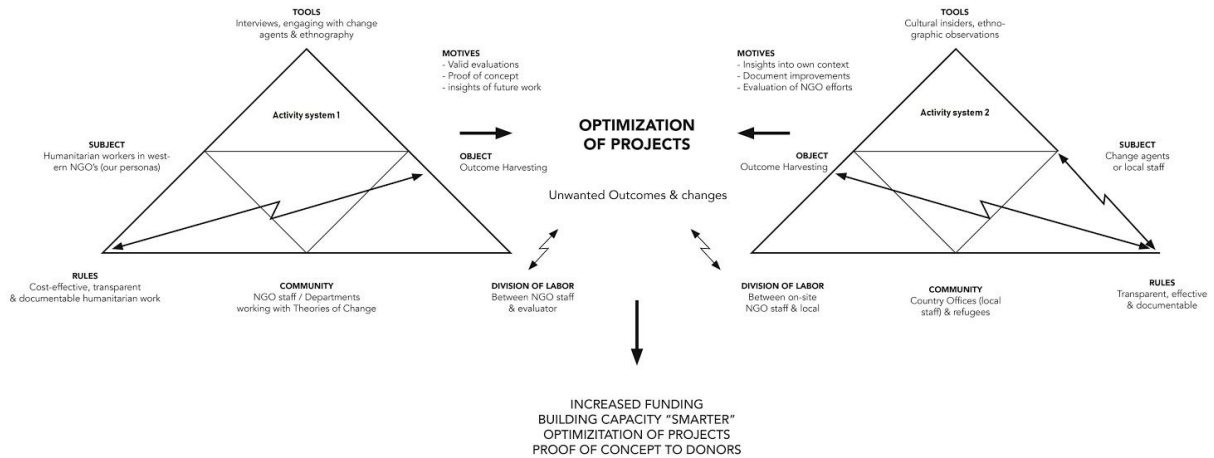 TOOLS
Interviews, engaging with change
agents & ethnography
MOTIVES
- Valid evaluations
- Proof of concept
- insights of future work
Activity system 1
SUBJECT
Humanitarian workers in west-
ern NGO's (our personas)
OBJECT
Outcome Harvesting
RULES
Cost-effective, transparent
& documentable humanitarian work
COMMUNITY
NGO staff / Departments
working with Theories of Change
DIVISION OF LABOR
Between NGO staff
& evaluator
OPTIMIZATION
OF PROJECTS
Unwanted Outcomes & changes
TOOLS
Cultural insiders, ethno-
graphic observations
MOTIVES
- Insights into own context
- Document improvements
- Evaluation of NGO efforts
Activity system 2
OBJECT
Outcome Harvesting
SUBJECT
Change agents
or local staff
DIVISION OF LABOR
Between on-site
NGO staff & local
COMMUNITY
Country Offices (local
staff) & refugees
RULES
Transparent, effective
& documentable
INCREASED FUNDING
BUILDING CAPACITY "SMARTER"
OPTIMIZITATION OF PROJECTS
PROOF OF CONCEPT TO DONORS